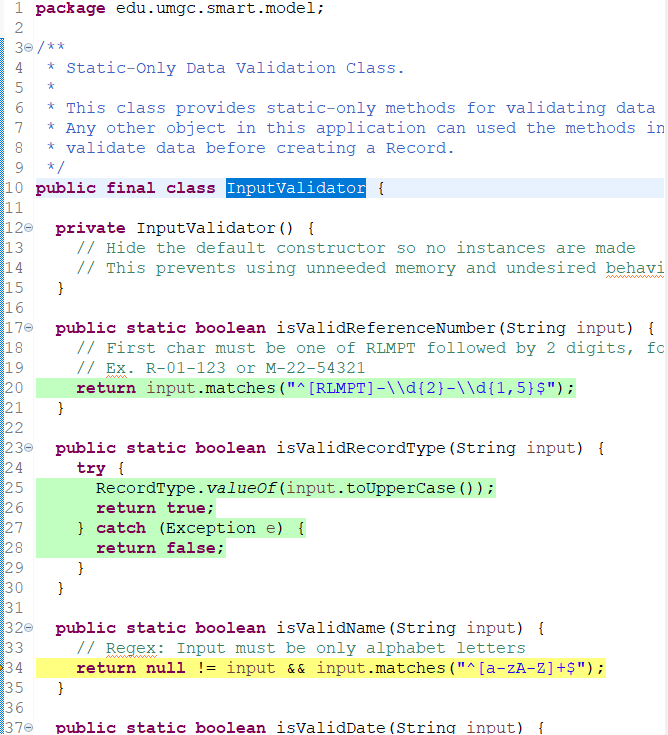 1 package edu.umgc.smart.model;
2
3 /**
4  * Static-Only Data Validation Class.
5  *
6  * This class provides static-only methods for validating data
7  * Any other object in this application can used the methods in
8  * validate data before creating a Record.
9  */
10 public final class InputValidator {
11
12   private InputValidator() {
13     // Hide the default constructor so no instances are made
14     // This prevents using unneeded memory and undesired behavi
15   }
16
17   public static boolean isValidReferenceNumber(String input) {
18     // First char must be one of RLMPT followed by 2 digits, fo
19     // Ex. R-01-123 or M-22-54321
20     return input.matches("^[RLMPT]-\\d{2}-\\d{1,5}$");
21   }
22
23   public static boolean isValidRecordType(String input) {
24     try {
25       RecordType.valueOf(input.toUpperCase());
26       return true;
27     } catch (Exception e) {
28       return false;
29     }
30   }
31
32   public static boolean isValidName(String input) {
33     // Regex: Input must be only alphabet letters
34     return null != input && input.matches("^[a-zA-Z]+$");
35   }
36
37   public static boolean isValidDate(String input) {